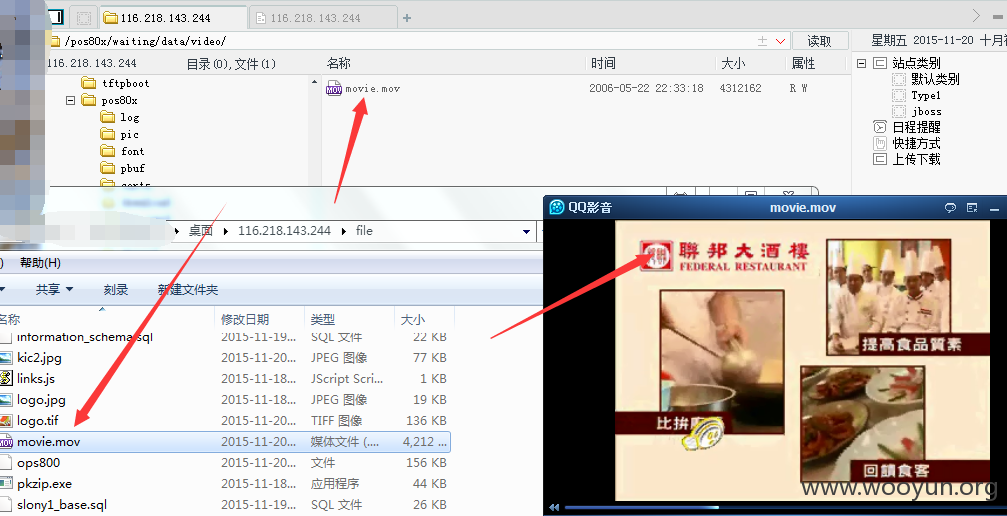 116.218.143.244
116.218.143.244
/pos80x/waiting/data/video/
读取
星期五 2015-11-20 十月初
116.218.143.244
目录(0),文件(1)
名称
时间
大小
属性
movie.mov
2006-05-22 22:33:18
4312162
R W
tftpboot
pos80x
log
pic
font
pbuf
站点类别
默认类别
Type1
jboss
日程提醒
快捷方式
上传下载
桌面
116.218.143.244
file
帮助(H)
共享
刻录
新建文件夹
名称
修改日期
类型
大小
information_schema.sql
2015-11-19...
SQL 文件
22 KB
kic2.jpg
2015-11-20...
JPEG 图像
77 KB
links.js
2015-11-18...
JScript Scri...
1 KB
logo.jpg
2015-11-18...
JPEG 图像
19 KB
logo.tif
2015-11-20...
TIFF 图像
136 KB
movie.mov
2015-11-20...
媒体文件 (....
4,212 ...
ops800
2015-11-20...
文件
156 KB
pkzip.exe
2015-11-20...
应用程序
44 KB
slony1_base.sql
2015-11-19...
SQL 文件
26 KB
QQ影音
movie.mov
聯邦大酒樓
FEDERAL RESTAURANT
提高食品質素
比拚
回饋食客
www.wooyun.org